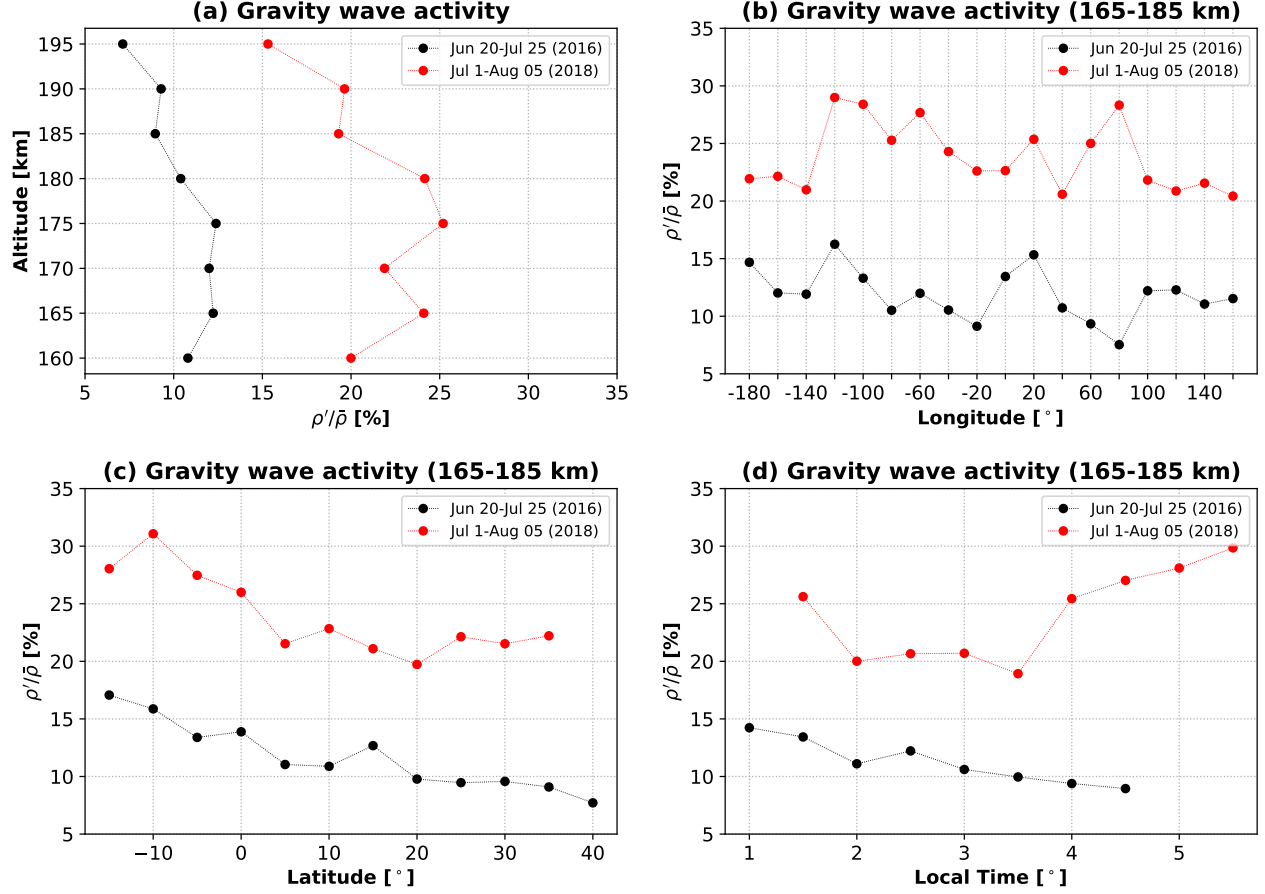 (a) Gravity wave activity
Jun 20-Jul 25 (2016)
Jul 1-Aug 05 (2018)
Altitude [km]
195
190
185
180
175
170
165
160
5 10 15 20 25 30 35
ρ′/ρ̄ [%]
(b) Gravity wave activity (165-185 km)
Jun 20-Jul 25 (2016)
Jul 1-Aug 05 (2018)
ρ′/ρ̄ [%]
35
30
25
20
15
10
5
-180 -140 -100 -60 -20 20 60 100 140
Longitude [°]
(c) Gravity wave activity (165-185 km)
Jun 20-Jul 25 (2016)
Jul 1-Aug 05 (2018)
ρ′/ρ̄ [%]
35
30
25
20
15
10
5
−10 0 10 20 30 40
Latitude [°]
(d) Gravity wave activity (165-185 km)
Jun 20-Jul 25 (2016)
Jul 1-Aug 05 (2018)
ρ′/ρ̄ [%]
35
30
25
20
15
10
5
1 2 3 4 5
Local Time [°]